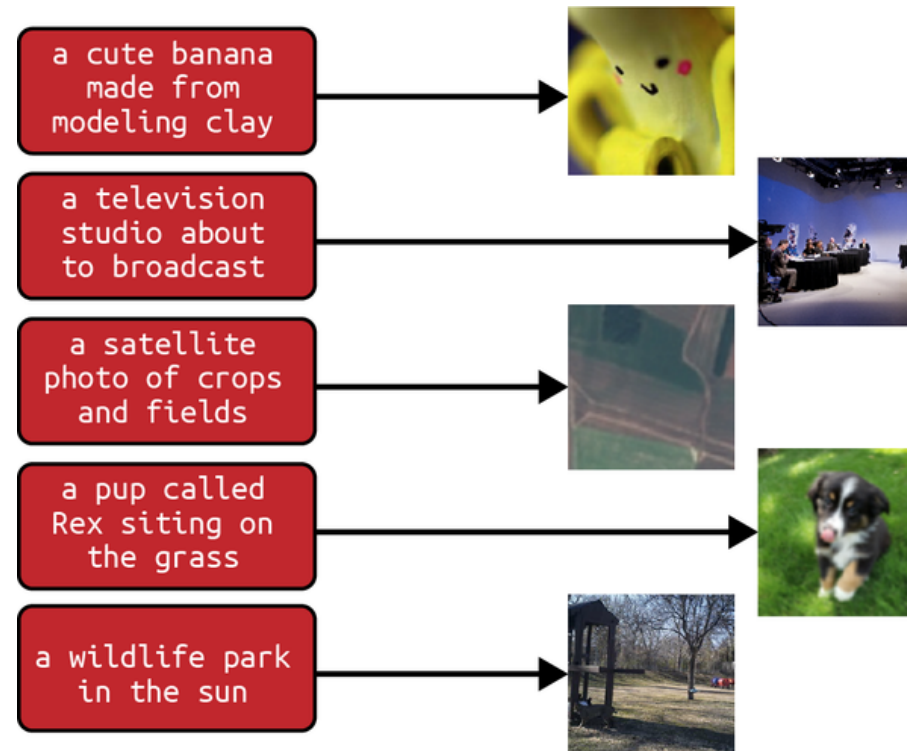 a cute banana
made from
modeling clay
a television
studio about
to broadcast
a satellite
photo of crops
and fields
a pup called
Rex siting on
the grass
a wildlife park
in the sun